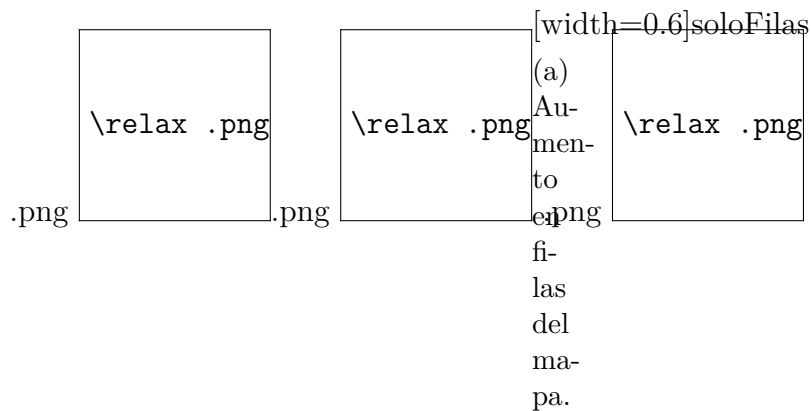 [width=0.6]soloFilas
\relax .png
\relax .png
\relax .png
.png
.png
.png
(a)
Au-
men-
to
en
fi-
las
del
ma-
pa.